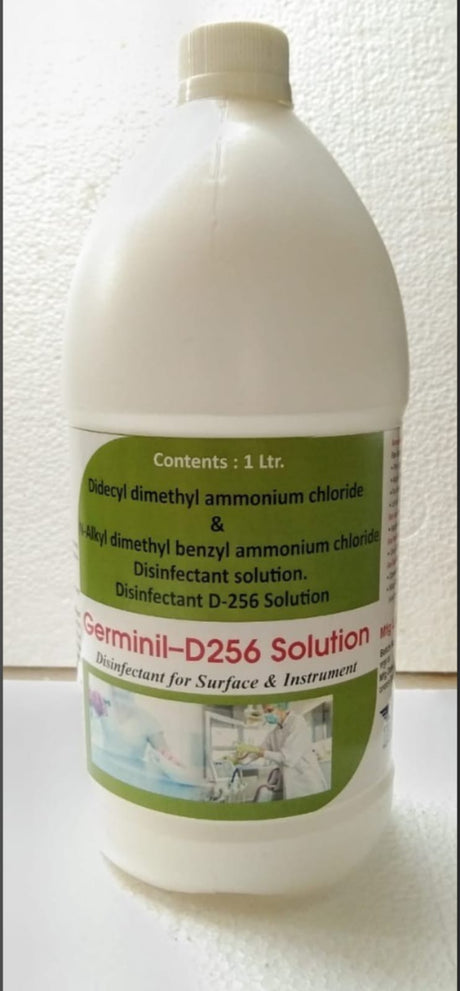 Contents : 1 Ltr.
Didecyl dimethyl ammonium chloride
&
N-Alkyl dimethyl benzyl ammonium chloride
Disinfectant solution.
Disinfectant D-256 Solution
Germinil–D256 Solution
Disinfectant for Surface & Instrument